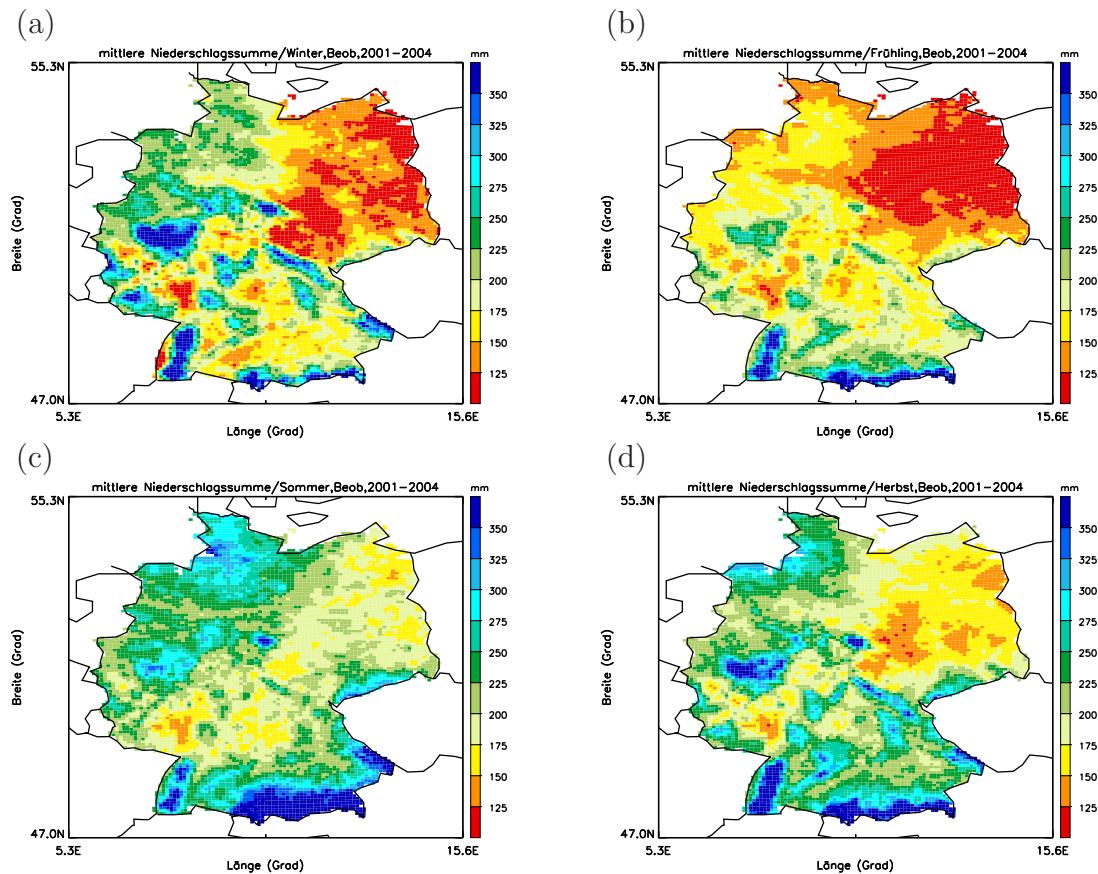 (a)
mittlere Niederschlagssumme/Winter,Beob,2001-2004 mm
55.3N
Breite (Grad)
350
325
300
275
250
225
200
175
150
125
47.0N
5.3E 15.6E
Länge (Grad)
(b)
mittlere Niederschlagssumme/Frühling,Beob,2001-2004 mm
55.3N
Breite (Grad)
350
325
300
275
250
225
200
175
150
125
47.0N
5.3E 15.6E
Länge (Grad)
(c)
mittlere Niederschlagssumme/Sommer,Beob,2001-2004 mm
55.3N
Breite (Grad)
350
325
300
275
250
225
200
175
150
125
47.0N
5.3E 15.6E
Länge (Grad)
(d)
mittlere Niederschlagssumme/Herbst,Beob,2001-2004 mm
55.3N
Breite (Grad)
350
325
300
275
250
225
200
175
150
125
47.0N
5.3E 15.6E
Länge (Grad)